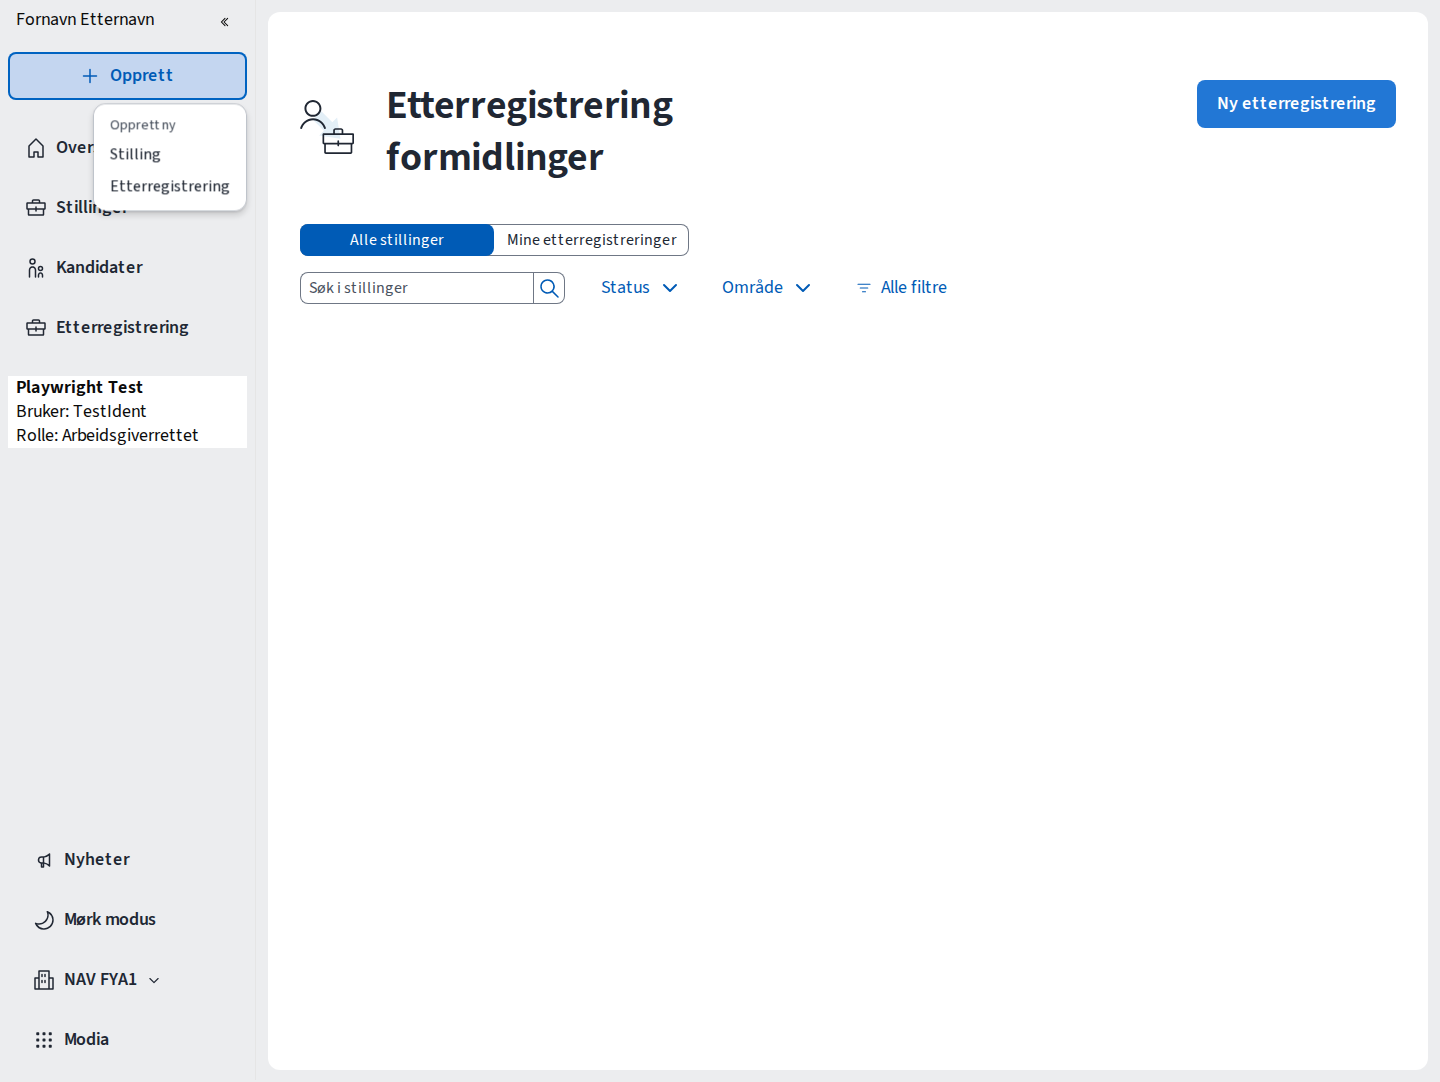 Fornavn Etternavn
Opprett
Opprett ny
Stilling
Etterregistrering
Over
Stillinger
Kandidater
Etterregistrering
Playwright Test
Bruker: TestIdent
Rolle: Arbeidsgiverrettet
Nyheter
Mørk modus
NAV FYA1
Modia
Etterregistrering
formidlinger
Ny etterregistrering
Alle stillinger
Mine etterregistreringer
Søk i stillinger
Status
Område
Alle filtre